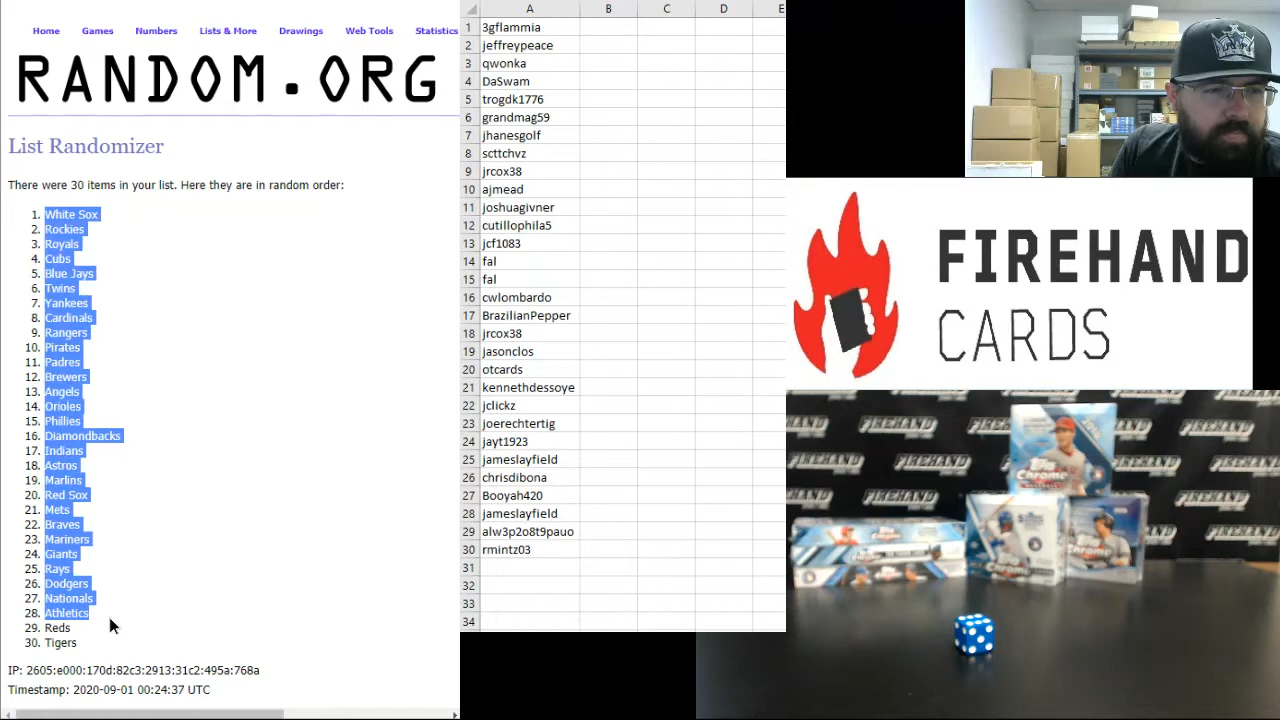 Home Games Numbers Lists & More Drawings Web Tools Statistics
RANDOM.ORG
List Randomizer
There were 30 items in your list. Here they are in random order:
1. White Sox
2. Rockies
3. Royals
4. Cubs
5. Blue Jays
6. Twins
7. Yankees
8. Cardinals
9. Rangers
10. Pirates
11. Padres
12. Brewers
13. Angels
14. Orioles
15. Phillies
16. Diamondbacks
17. Indians
18. Astros
19. Marlins
20. Red Sox
21. Mets
22. Braves
23. Mariners
24. Giants
25. Rays
26. Dodgers
27. Nationals
28. Athletics
29. Reds
30. Tigers
IP: 2605:e000:170d:82c3:2913:31c2:495a:768a
Timestamp: 2020-09-01 00:24:37 UTC
A B C D E
1 3gflammia
2 jeffreypeace
3 qwonka
4 DaSwam
5 trogdk1776
6 grandmag59
7 jhanesgolf
8 scttchvz
9 jrcox38
10 ajmead
11 joshuagivner
12 cutillophila5
13 jcf1083
14 fal
15 fal
16 cwlombardo
17 BrazilianPepper
18 jrcox38
19 jasonclos
20 otcards
21 kennethdessoye
22 jclickz
23 joerechtertig
24 jayt1923
25 jameslayfield
26 chrisdibona
27 Booyah420
28 jameslayfield
29 alw3p2o8t9pauo
30 rmintz03
31
32
33
34
FIREHAND
CARDS
FIREHAND
FIREHAND
FIREHAND
FIREHAND
Topps
Chrome
Chrome
Chrome